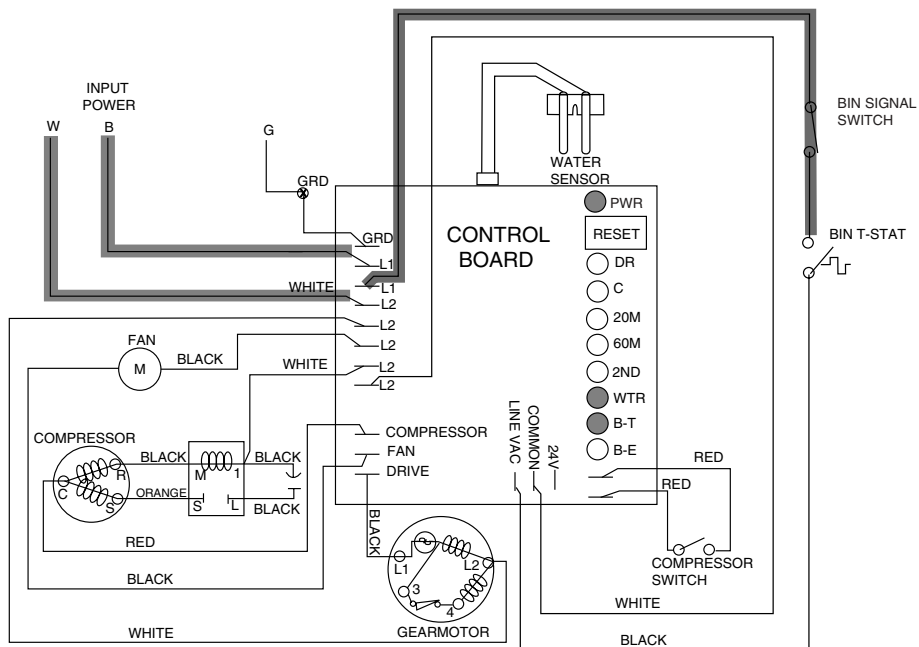 INPUT
POWER
W
B
G
GRD
WATER
SENSOR
BIN SIGNAL
SWITCH
BIN T-STAT
CONTROL
BOARD
PWR
RESET
DR
C
20M
60M
2ND
WTR
B-T
B-E
GRD
L1
L1
WHITE
L2
L2
L2
WHITE
L2
L2
FAN
M
BLACK
COMPRESSOR
FAN
DRIVE
LINE VAC
COMMON
24V
RED
RED
COMPRESSOR
SWITCH
COMPRESSOR
R
C
S
BLACK
ORANGE
M
1
S
L
BLACK
BLACK
RED
BLACK
BLACK
L1
L2
3
4
GEARMOTOR
WHITE
WHITE
BLACK